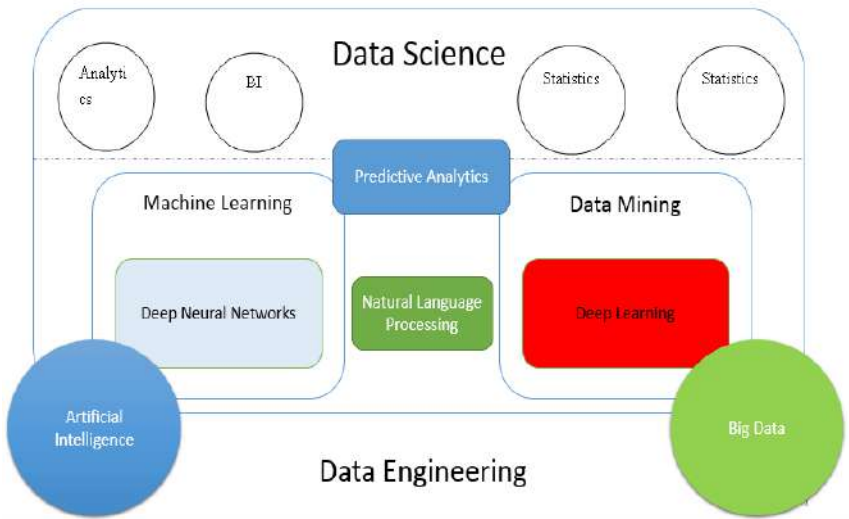 Data Science
Analyti
cs
BI
Statistics
Statistics
Predictive Analytics
Machine Learning
Data Mining
Deep Neural Networks
Natural Language
Processing
Deep Learning
Artificial
Intelligence
Big Data
Data Engineering